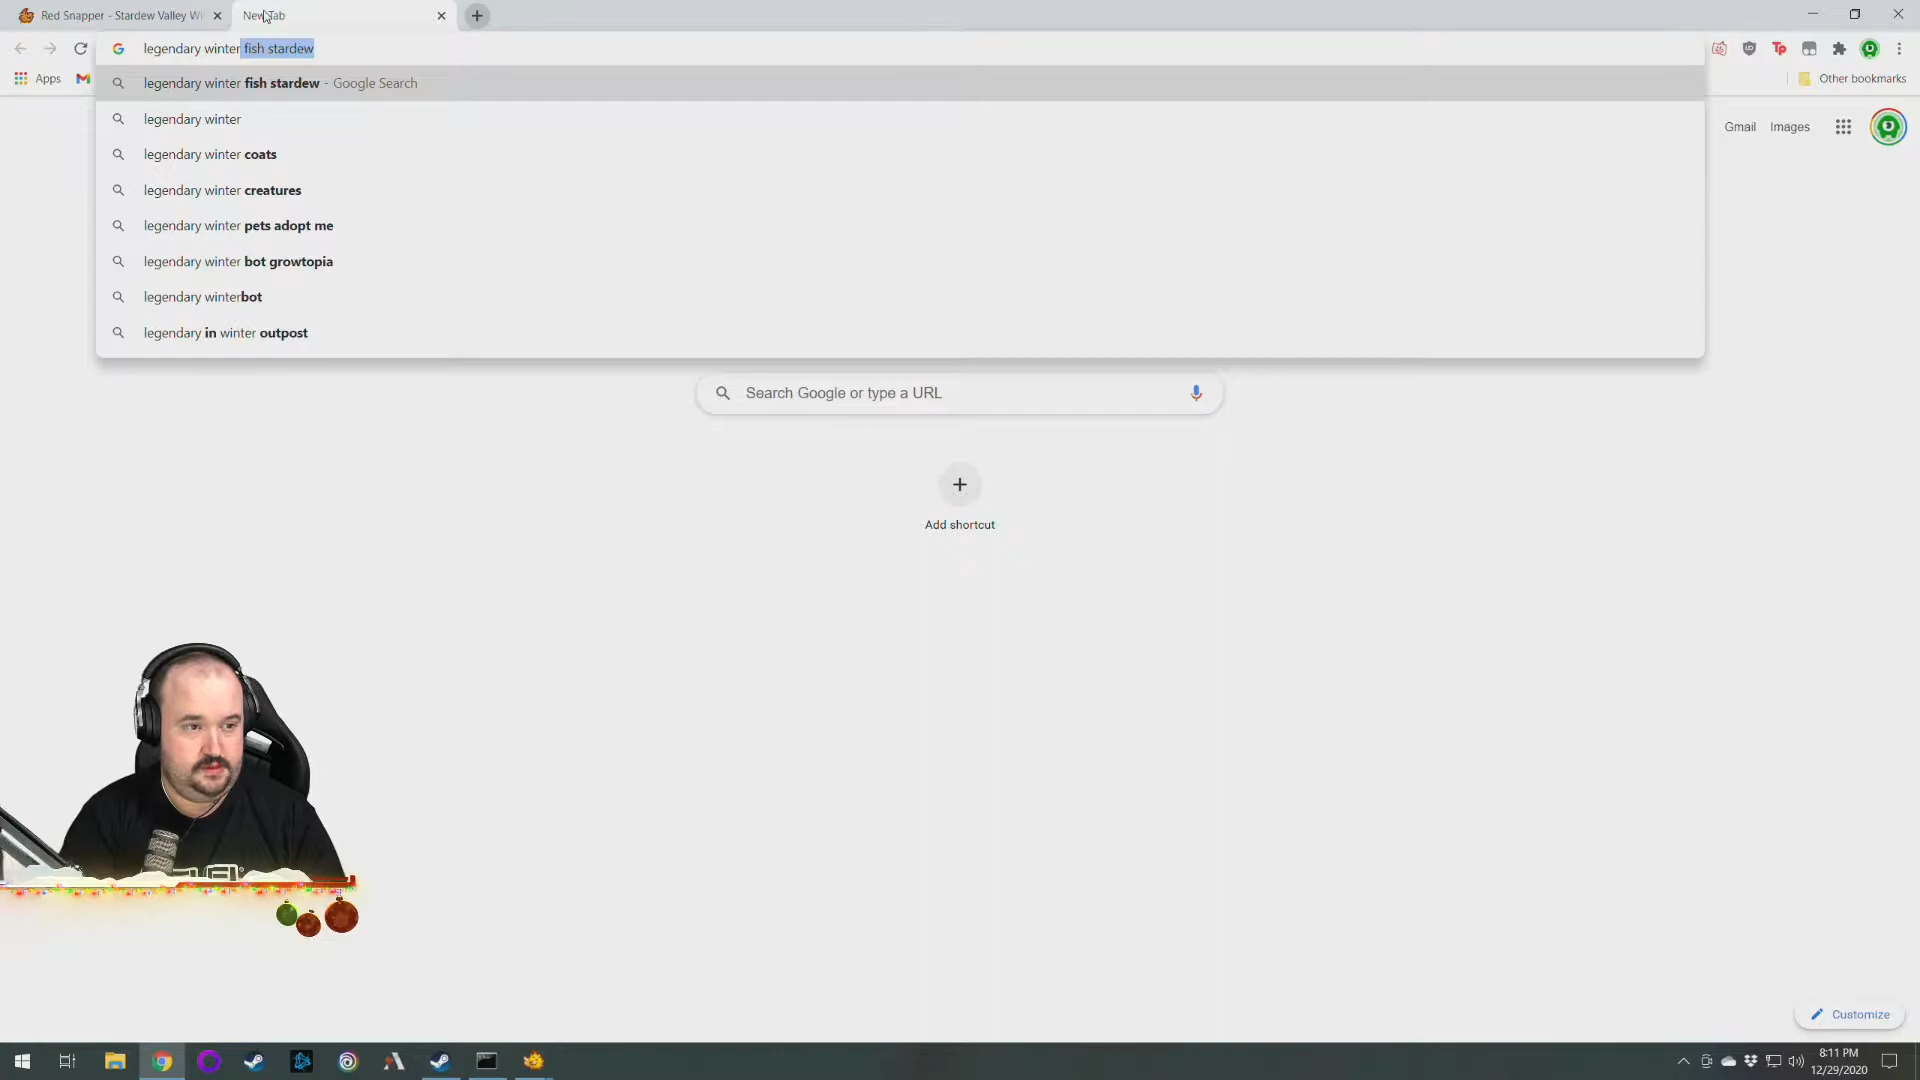 Red Snapper - Stardew Valley Wi
New Tab
legendary winter fish stardew
Apps
Other bookmarks
legendary winter fish stardew - Google Search
legendary winter
legendary winter coats
legendary winter creatures
legendary winter pets adopt me
legendary winter bot growtopia
legendary winterbot
legendary in winter outpost
Gmail
Images
Search Google or type a URL
Add shortcut
Customize
8:11 PM
12/29/2020